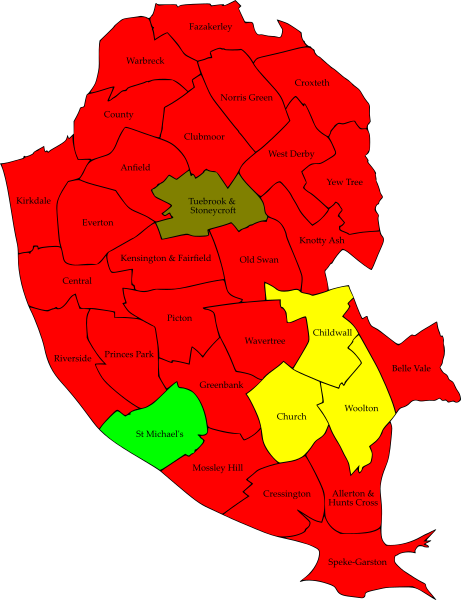 Fazakerley
Warbreck
Croxteth
Norris Green
County
Clubmoor
West Derby
Anfield
Yew Tree
Kirkdale
Tuebrook &
Stoneycroft
Everton
Knotty Ash
Kensington & Fairfield
Old Swan
Central
Picton
Childwall
Wavertree
Riverside
Princes Park
Belle Vale
Greenbank
Church
Woolton
St Michael's
Mossley Hill
Cressington
Allerton &
Hunts Cross
Speke-Garston